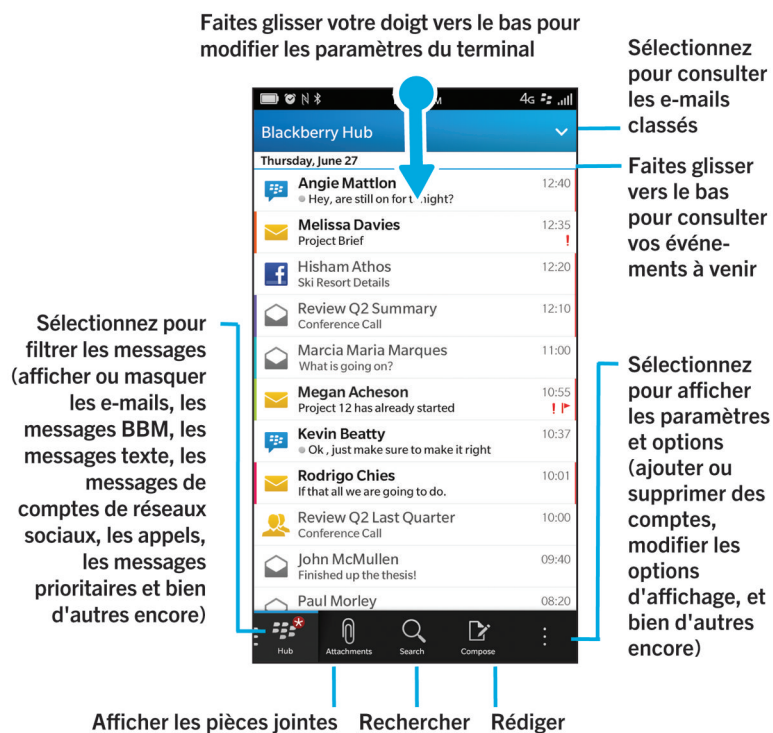 Faites glisser votre doigt vers le bas pour
modifier les paramètres du terminal
Sélectionnez
pour consulter
les e-mails
classés
Faites glisser
vers le bas
pour consulter
vos événe-
ments à venir
4G
Blackberry Hub
Thursday, June 27
Angie Mattlon 12:40
Hey, are still on for t night?
Melissa Davies 12:35
Project Brief !
Hisham Athos 12:20
Ski Resort Details
Review Q2 Summary 12:10
Conference Call
Marcia Maria Marques 11:00
What is going on?
Megan Acheson 10:55
Project 12 has already started !
Kevin Beatty 10:37
Ok , just make sure to make it right
Rodrigo Chies 10:01
If that all we are going to do.
Review Q2 Last Quarter 10:00
Conference Call
John McMullen 09:40
Finished up the thesis!
Paul Morley 08:20
Hub
Attachments
Search
Compose
Sélectionnez pour
filtrer les messages
(afficher ou masquer
les e-mails, les
messages BBM, les
messages texte, les
messages de
comptes de réseaux
sociaux, les appels,
les messages
prioritaires et bien
d'autres encore)
Sélectionnez
pour afficher
les paramètres
et options
(ajouter ou
supprimer des
comptes,
modifier les
options
d'affichage, et
bien d'autres
encore)
Afficher les pièces jointes
Rechercher
Rédiger